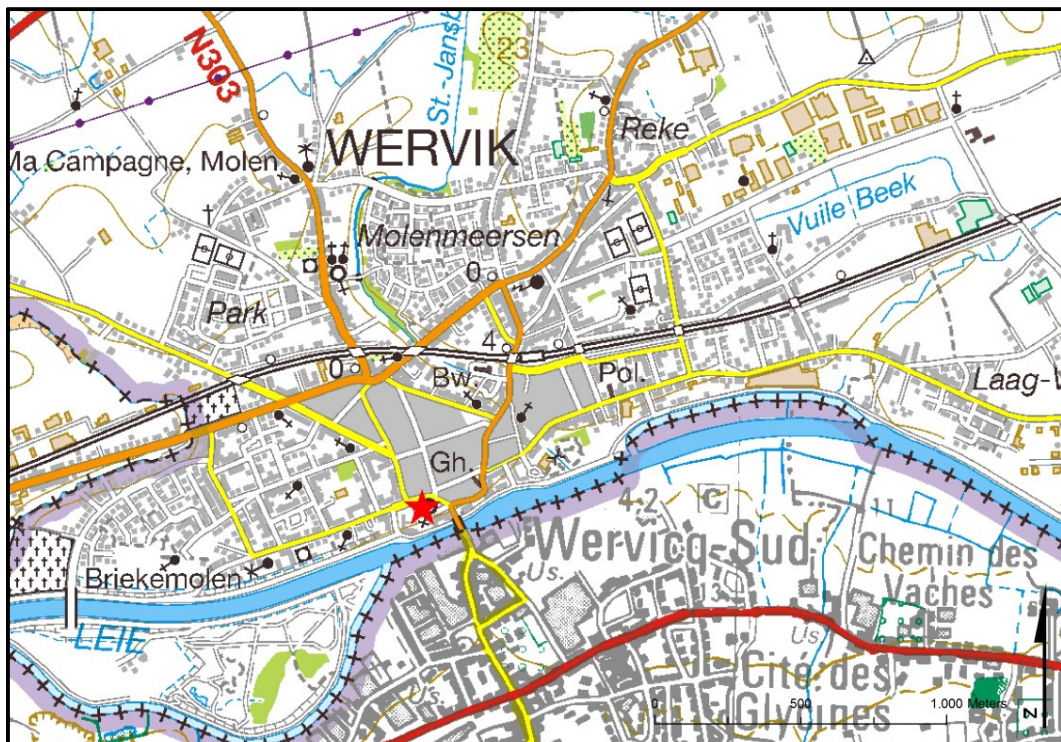 N303
St.-Jansb
23
Reke
WERVIK
Ma Campagne, Molen
Vuile Beek
Molenmeersen
0
Park
4
0
Bw.
Pol.
Laag-
Gh.
4-2
C
11
Wervicq-Sud
Chemin des
Vaches
Us.
Briekemolen
13
LEIE
Us
Us
Cité des
Glycines
0
500
1.000 Meters
N